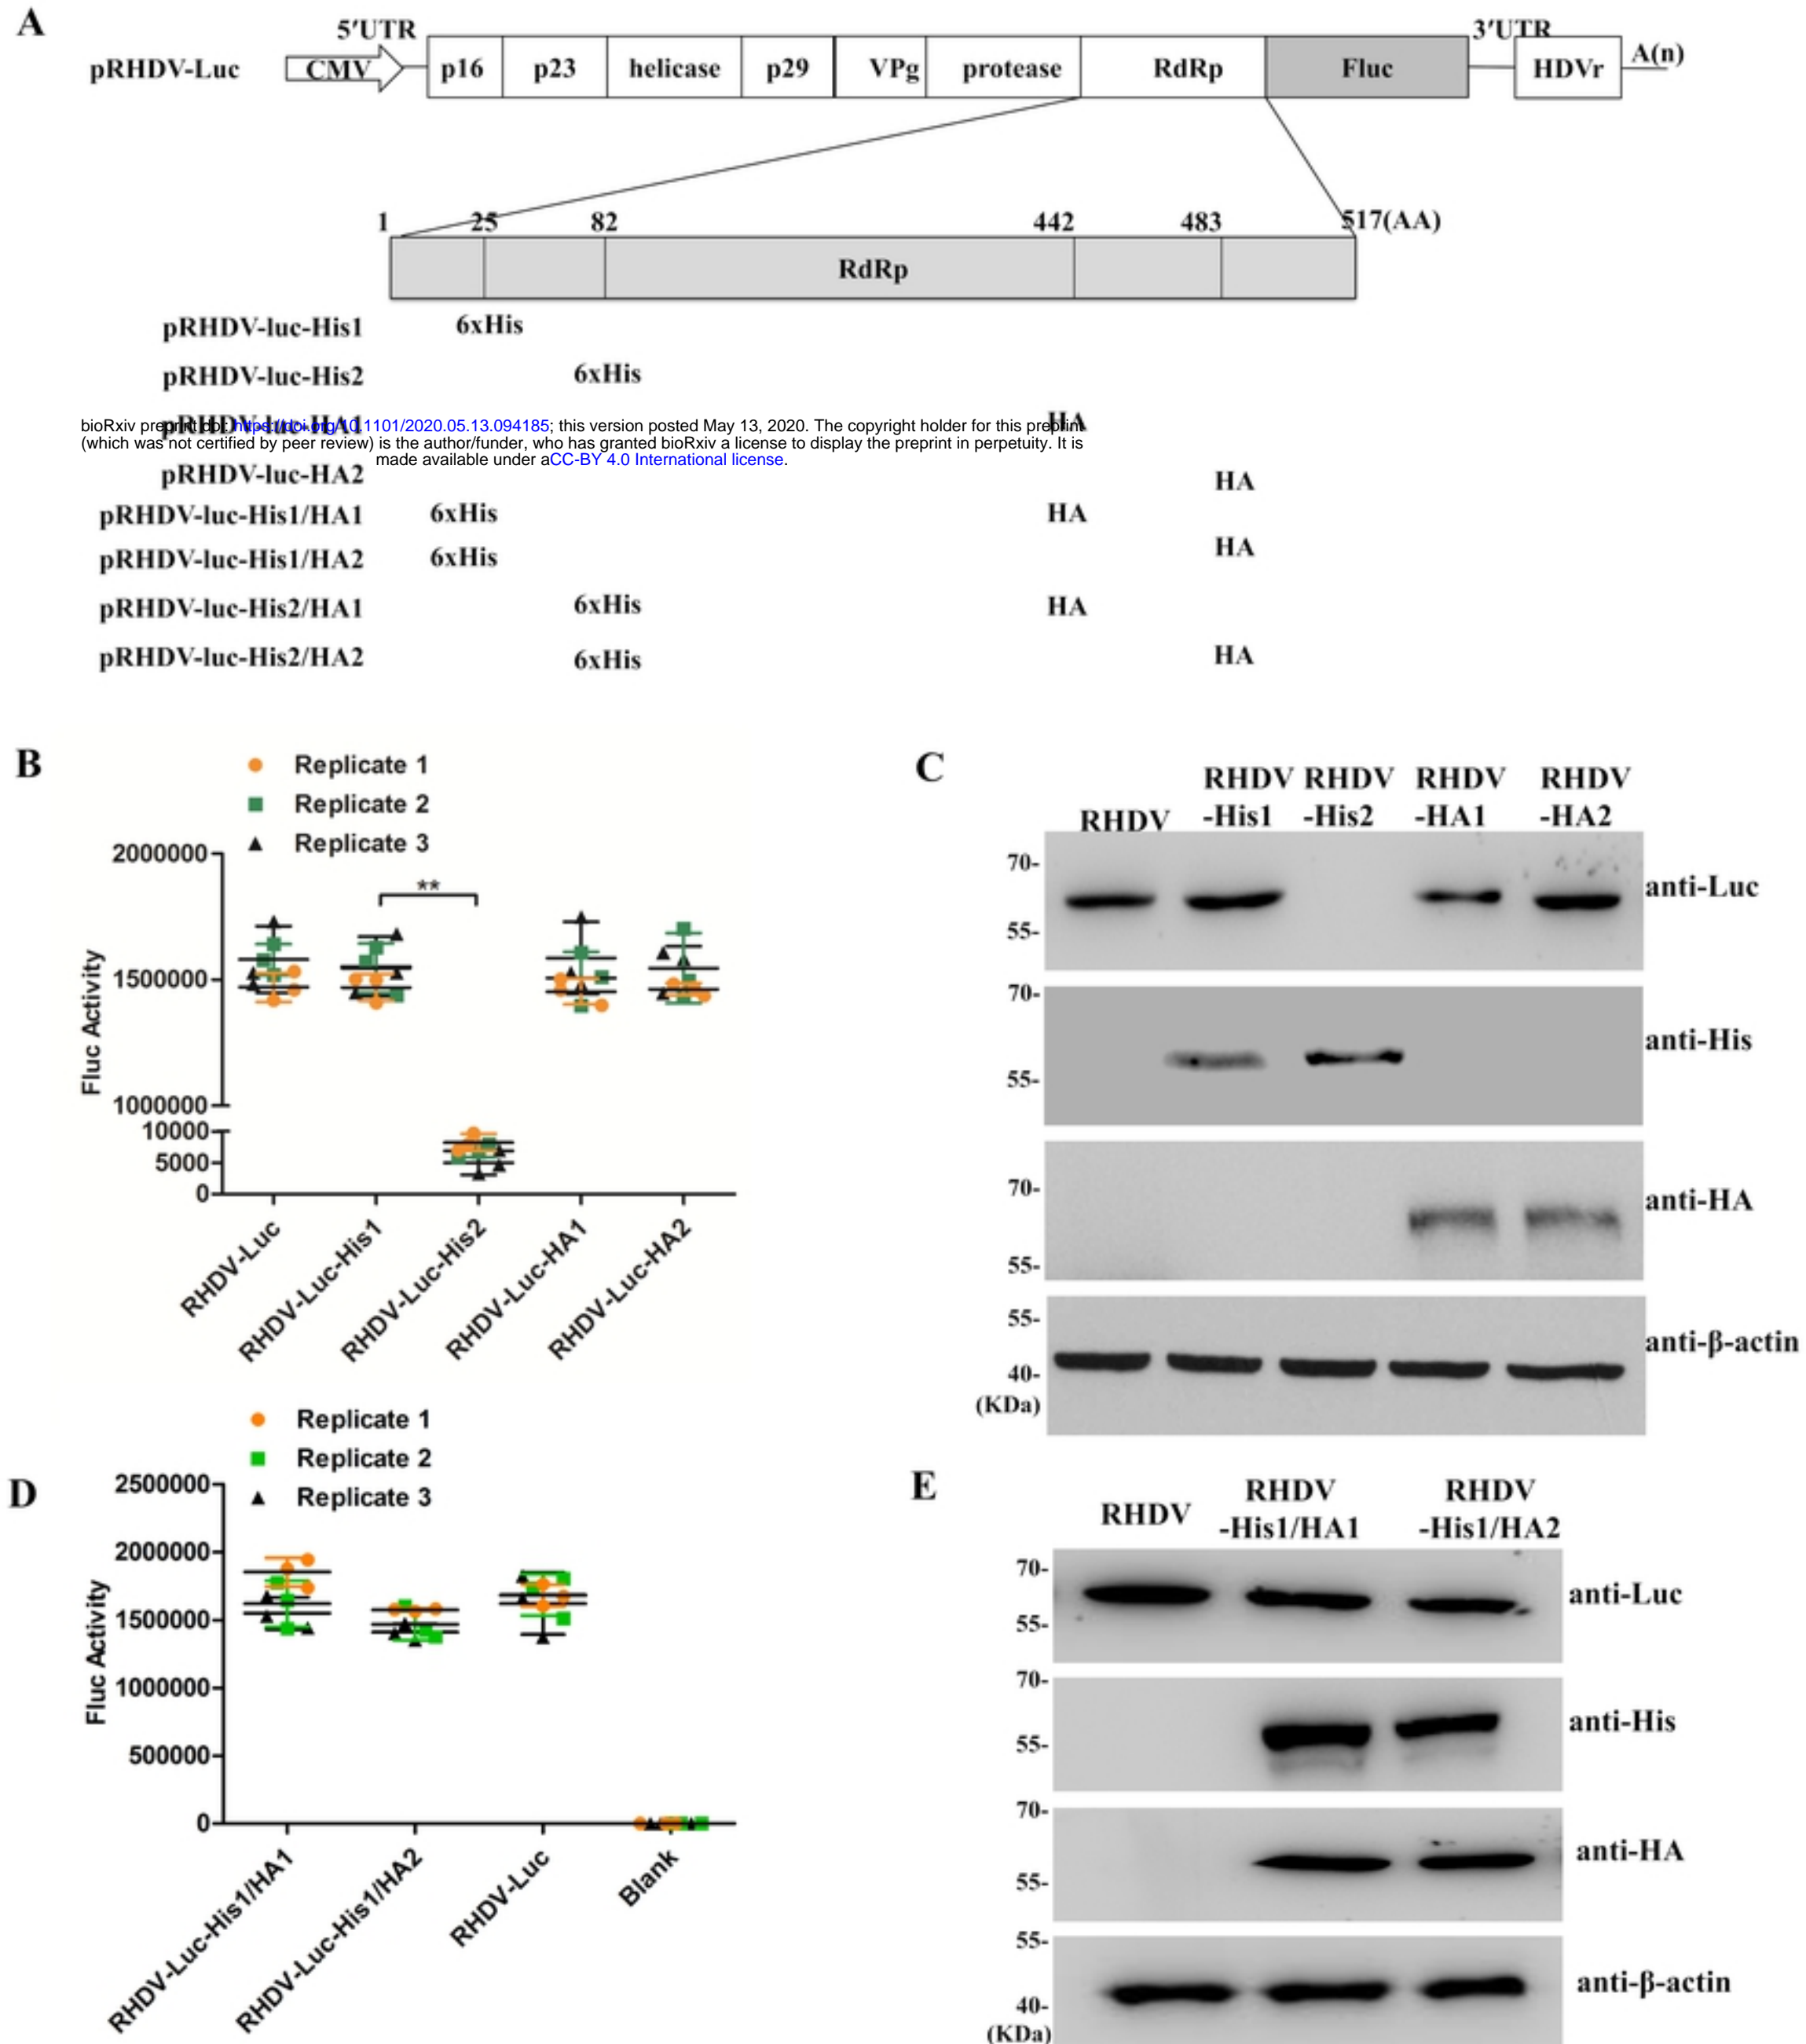 A
5'UTR 3'UTR
pRHDV-Luc CMV p16 p23 helicase p29 VPg protease RdRp Fluc HDVr A(n)
1 25 82 442 483 517(AA)
RdRp
pRHDV-luc-His1 6xHis
pRHDV-luc-His2 6xHis
pRHDV-luc-HA1 HA
bioRxiv preprint doi: https://doi.org/10.1101/2020.05.13.094185; this version posted May 13, 2020. The copyright holder for this preprint
(which was not certified by peer review) is the author/funder, who has granted bioRxiv a license to display the preprint in perpetuity. It is
made available under aCC-BY 4.0 International license.
pRHDV-luc-HA2 HA
pRHDV-luc-His1/HA1 6xHis HA
pRHDV-luc-His1/HA2 6xHis HA
pRHDV-luc-His2/HA1 6xHis HA
pRHDV-luc-His2/HA2 6xHis HA
B
Replicate 1
Replicate 2
Replicate 3
2000000
**
1500000
1000000
10000
5000
0
Fluc Activity
RHDV-Luc
RHDV-Luc-His1
RHDV-Luc-His2
RHDV-Luc-HA1
RHDV-Luc-HA2
C
RHDV RHDV RHDV RHDV
RHDV -His1 -His2 -HA1 -HA2
70-
anti-Luc
55-
70-
anti-His
55-
70-
anti-HA
55-
55-
anti-β-actin
40-
(KDa)
D
Replicate 1
Replicate 2
Replicate 3
2500000
2000000
1500000
1000000
500000
0
Fluc Activity
RHDV-Luc-His1/HA1
RHDV-Luc-His1/HA2
RHDV-Luc
Blank
E
RHDV RHDV
RHDV -His1/HA1 -His1/HA2
70-
anti-Luc
55-
70-
anti-His
55-
70-
anti-HA
55-
55-
anti-β-actin
40-
(KDa)